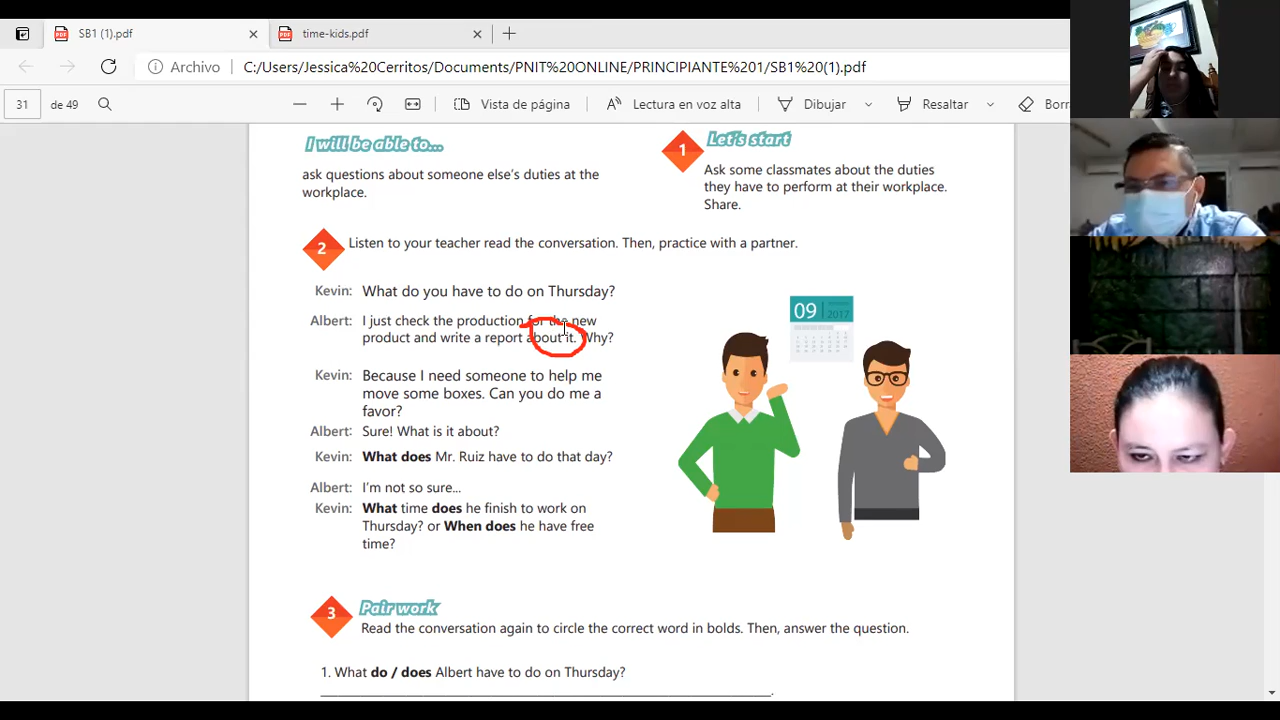 SB1 (1).pdf
time-kids.pdf
Archivo
C:/Users/Jessica%20Cerritos/Documents/PNIT%20ONLINE/PRINCIPIANTE%201/SB1%20(1).pdf
31
de 49
Vista de página
Lectura en voz alta
Dibujar
Resaltar
Borr
I will be able to...
ask questions about someone else's duties at the
workplace.
1
Let's start
Ask some classmates about the duties
they have to perform at their workplace.
Share.
2
Listen to your teacher read the conversation. Then, practice with a partner.
Kevin: What do you have to do on Thursday?
Albert: I just check the production for the new
product and write a report about it. Why?
Kevin: Because I need someone to help me
move some boxes. Can you do me a
favor?
Albert: Sure! What is it about?
Kevin: What does Mr. Ruiz have to do that day?
Albert: I'm not so sure...
Kevin: What time does he finish to work on
Thursday? or When does he have free
time?
09
2017
3
Pair work
Read the conversation again to circle the correct word in bolds. Then, answer the question.
1. What do / does Albert have to do on Thursday?